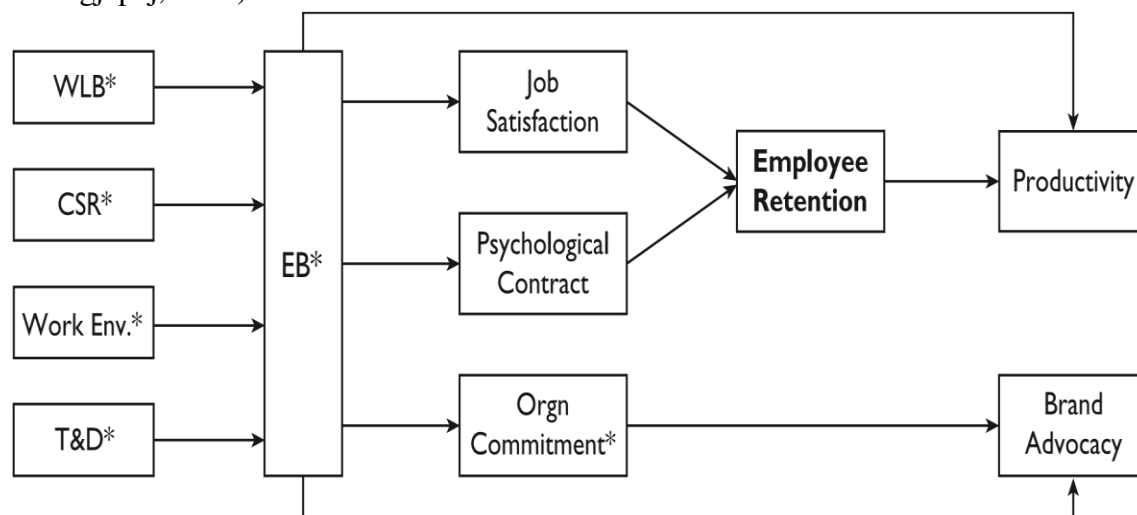 WLB*
CSR*
Work Env.*
T&D*
EB*
Job
Satisfaction
Psychological
Contract
Orgn
Commitment*
Employee
Retention
Productivity
Brand
Advocacy